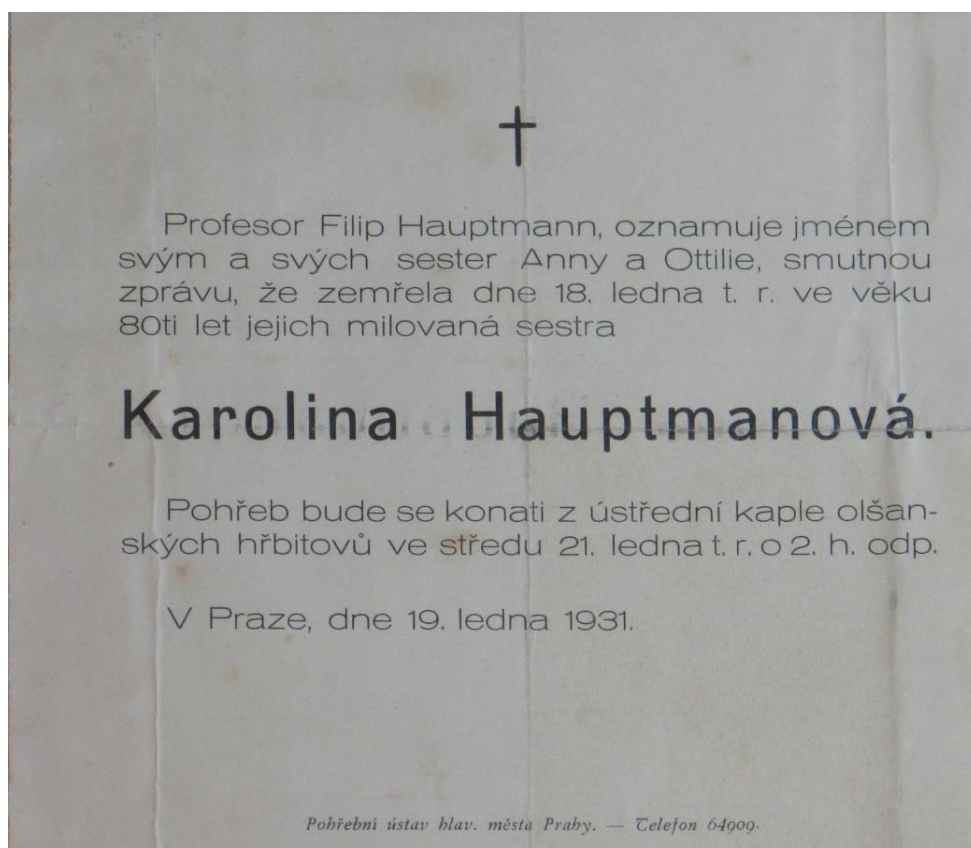 Profesor Filip Hauptmann, oznamuje jménem
svým a svých sester Anny a Ottilie, smutnou
zprávu, že zemřela dne 18. ledna t. r. ve věku
80ti let jejich milovaná sestra
Karolina Hauptmanová.
Pohřeb bude se konati z ústřední kaple olšan-
ských hřbitovů ve středu 21. ledna t. r. o 2. h. odp.
V Praze, dne 19. ledna 1931.
Pohřební ústav hlav. města Prahy. — Telefon 64909.